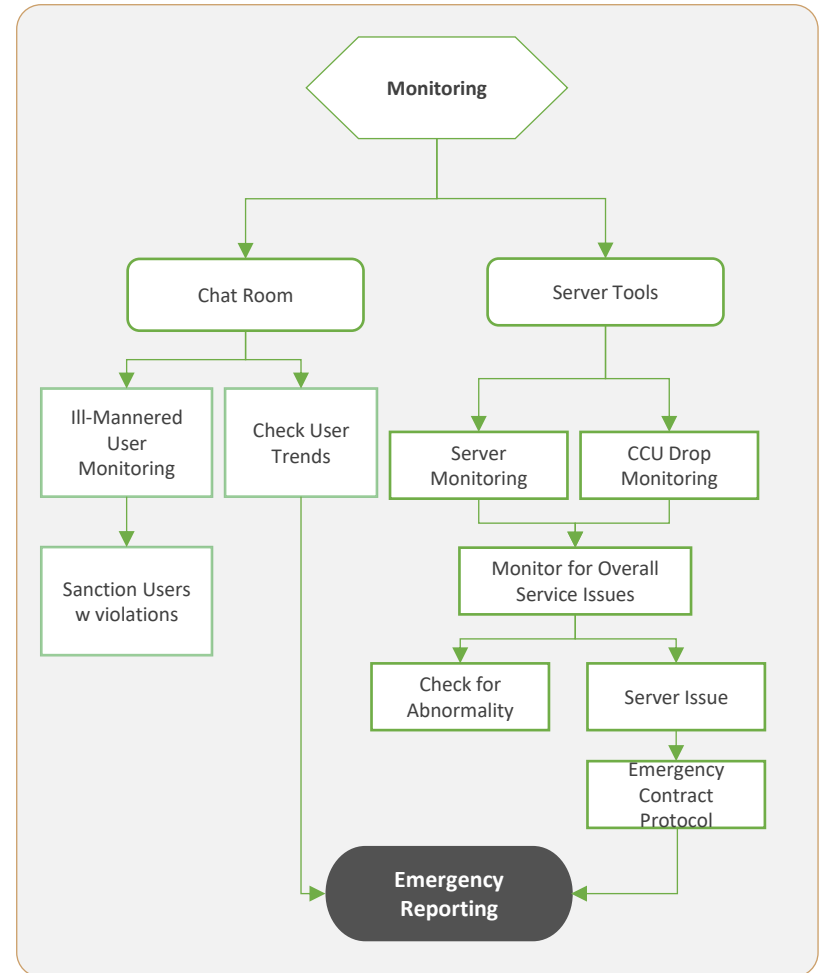 Monitoring
Chat Room
Server Tools
Ill-Mannered
User
Monitoring
Check User
Trends
Server
Monitoring
CCU Drop
Monitoring
Sanction Users
w violations
Monitor for Overall
Service Issues
Check for
Abnormality
Server Issue
Emergency
Contract
Protocol
Emergency
Reporting